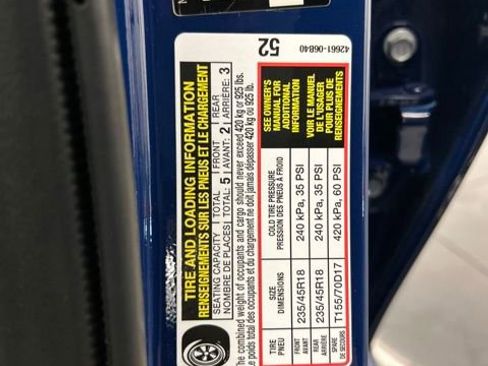 TIRE AND LOADING INFORMATION
RENSEIGNEMENTS SUR LES PNEUS ET LE CHARGEMENT
SEATING CAPACITY | TOTAL | FRONT | REAR
NOMBRE DE PLACES | TOTAL: 5 | AVANT: 2 | ARRIÈRE: 3
The combined weight of occupants and cargo should never exceed 420 kg or 925 lbs.
Le poids total des occupants et du chargement ne doit jamais dépasser 420 kg ou 925 lb.
TIRE
PNEU
SIZE
DIMENSIONS
COLD TIRE PRESSURE
PRESSION DES PNEUS À FROID
FRONT
AVANT
235/45R18
240 kPa, 35 PSI
REAR
ARRIÈRE
235/45R18
240 kPa, 35 PSI
SPARE
DE SECOURS
T155/70D17
420 kPa, 60 PSI
SEE OWNER'S
MANUAL FOR
ADDITIONAL
INFORMATION
VOIR LE MANUEL
DE L'USAGER
POUR PLUS DE
RENSEIGNEMENTS
52
42661-06840